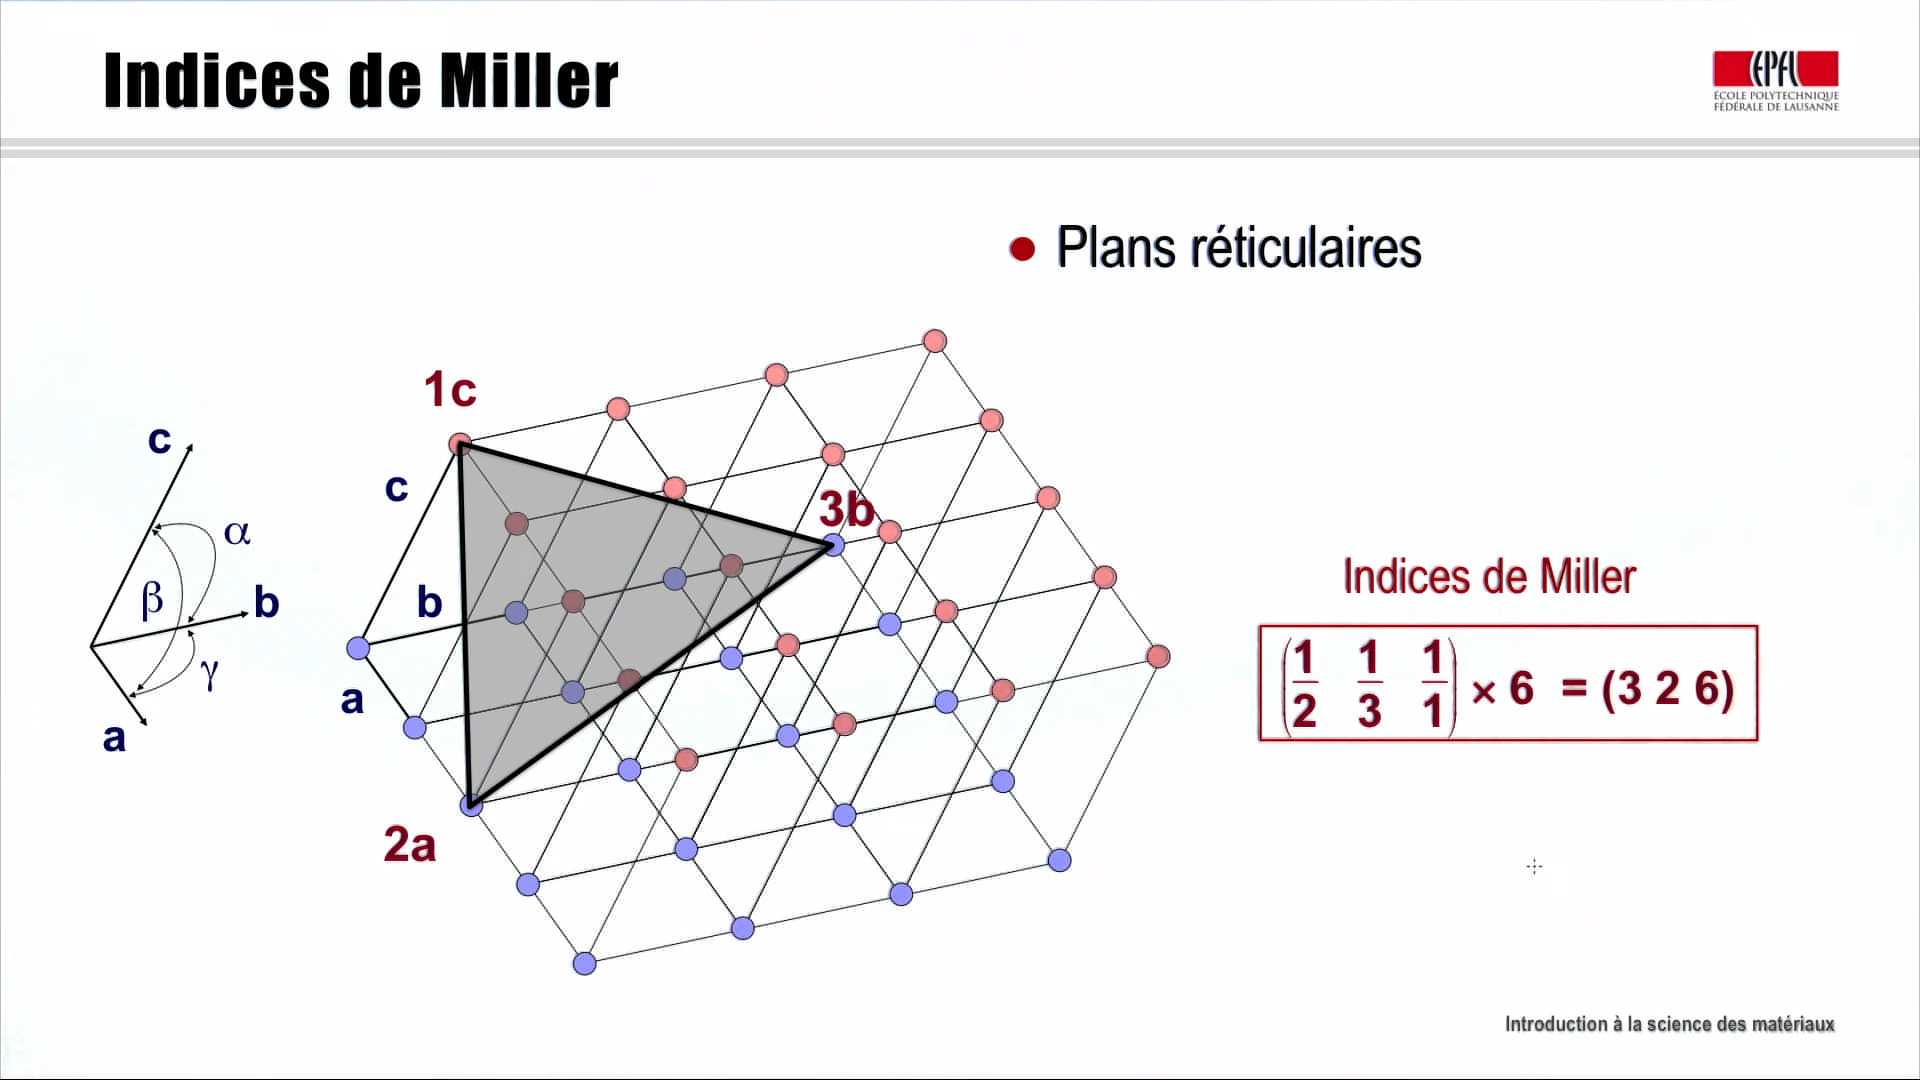 Indices de Miller
EPFL
ÉCOLE POLYTECHNIQUE
FÉDÉRALE DE LAUSANNE
Plans réticulaires
1c
c
c
3b
α
β
b
b
γ
a
a
2a
Indices de Miller
(1/2 1/3 1/1) × 6 = (3 2 6)
Introduction à la science des matériaux